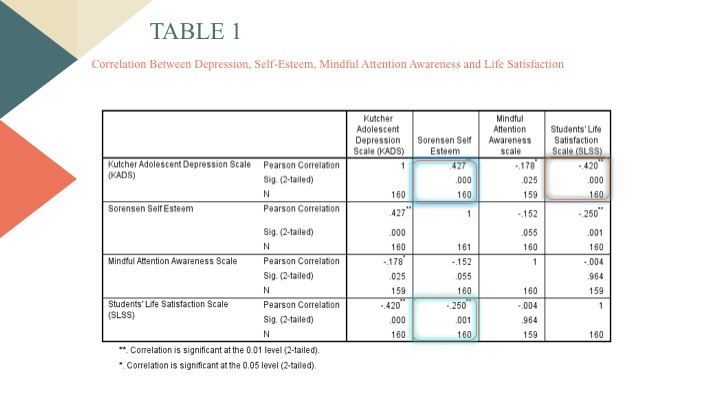 TABLE 1
Correlation Between Depression, Self-Esteem, Mindful Attention Awareness and Life Satisfaction
Kutcher Adolescent Depression Scale (KADS) Sorensen Self Esteem Mindful Attention Awareness scale Students' Life Satisfaction Scale (SLSS)
Kutcher Adolescent Depression Scale (KADS) Pearson Correlation 1 .427** -.178* -.420**
Sig. (2-tailed) .000 .025 .000
N 160 160 159 160
Sorensen Self Esteem Pearson Correlation .427** 1 -.152 -.250**
Sig. (2-tailed) .000 .055 .001
N 160 161 160 160
Mindful Attention Awareness Scale Pearson Correlation -.178* -.152 1 -.004
Sig. (2-tailed) .025 .055 .964
N 159 160 160 159
Students' Life Satisfaction Scale (SLSS) Pearson Correlation -.420** -.250** -.004 1
Sig. (2-tailed) .000 .001 .964
N 160 160 159 160
**. Correlation is significant at the 0.01 level (2-tailed).
*. Correlation is significant at the 0.05 level (2-tailed).